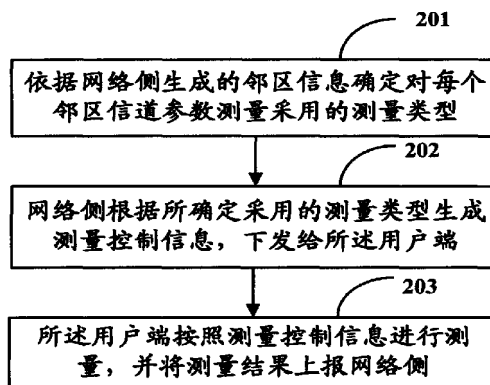 201
依据网络侧生成的邻区信息确定对每个
邻区信道参数测量采用的测量类型
202
网络侧根据所确定采用的测量类型生成
测量控制信息，下发给所述用户端
203
所述用户端按照测量控制信息进行测
量，并将测量结果上报网络侧